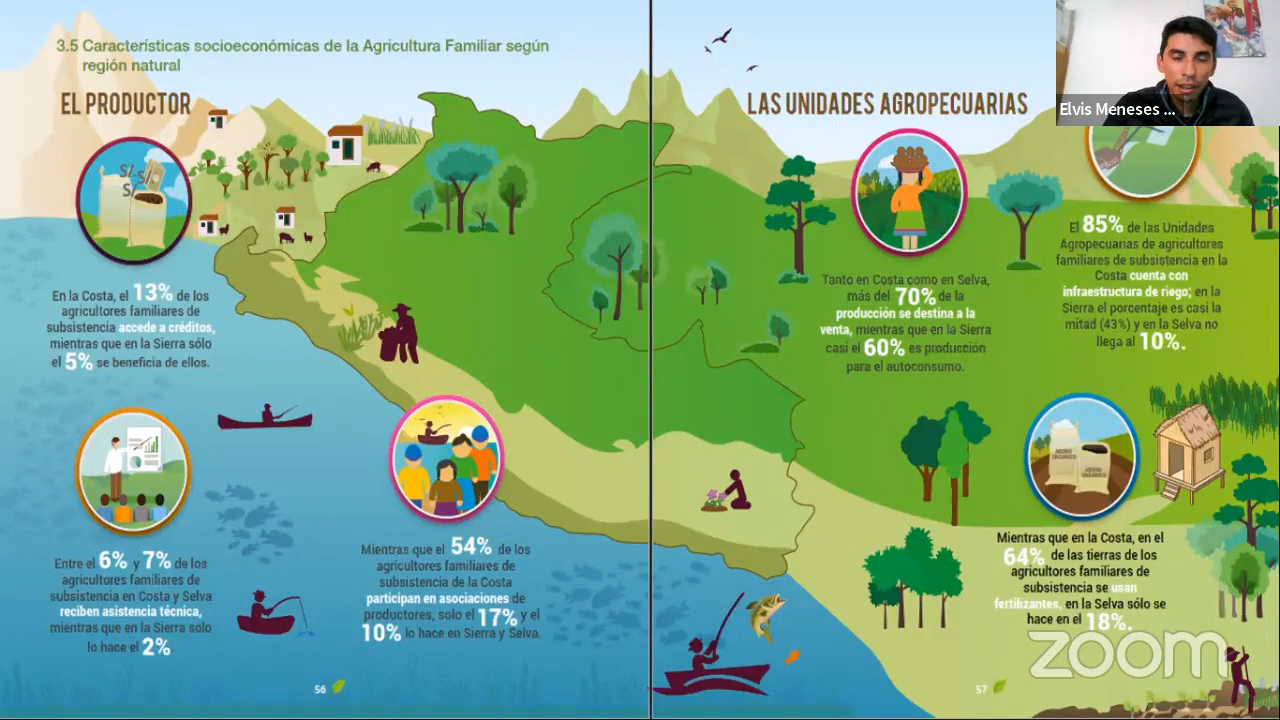 3.5 Características socioeconómicas de la Agricultura Familiar según
región natural
EL PRODUCTOR
S/. S/.
S/.
En la Costa, el 13% de los
agricultores familiares de
subsistencia accede a créditos,
mientras que en la Sierra sólo
el 5% se beneficia de ellos.
Entre el 6% y 7% de los
agricultores familiares de
subsistencia en Costa y Selva
reciben asistencia técnica,
mientras que en la Sierra solo
lo hace el 2%
Mientras que el 54% de los
agricultores familiares de
subsistencia de la Costa
participan en asociaciones de
productores, solo el 17% y el
10% lo hace en Sierra y Selva.
56
LAS UNIDADES AGROPECUARIAS
Tanto en Costa como en Selva,
más del 70% de la
producción se destina a la
venta, mientras que en la Sierra
casi el 60% es producción
para el autoconsumo.
El 85% de las Unidades
Agropecuarias de agricultores
familiares de subsistencia en la
Costa cuenta con
infraestructura de riego; en la
Sierra el porcentaje es casi la
mitad (43%) y en la Selva no
llega al 10%.
ABONO
ORGANICO
ABONO
ORGANICO
Mientras que en la Costa, en el
64% de las tierras de los
agricultores familiares de
subsistencia se usan
fertilizantes, en la Selva sólo se
hace en el 18%.
57
Elvis Meneses ...
zoom